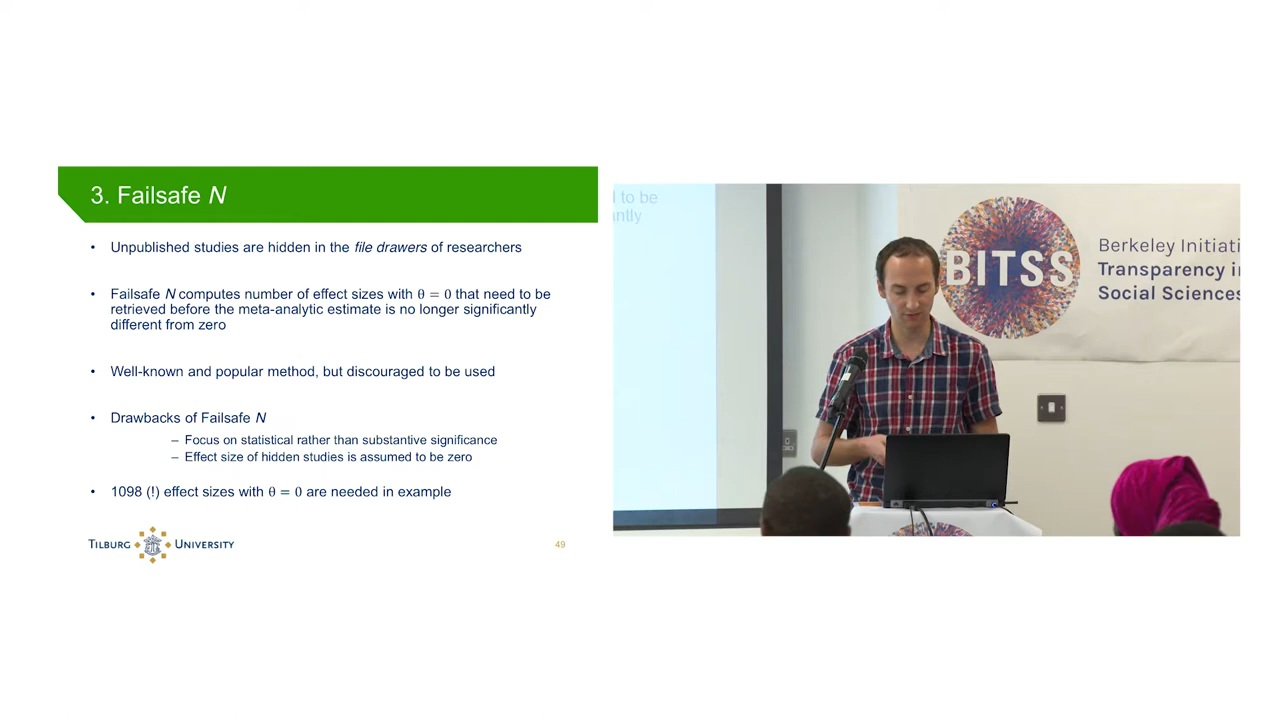 3. Failsafe N
• Unpublished studies are hidden in the file drawers of researchers
• Failsafe N computes number of effect sizes with θ = 0 that need to be
retrieved before the meta-analytic estimate is no longer significantly
different from zero
• Well-known and popular method, but discouraged to be used
• Drawbacks of Failsafe N
– Focus on statistical rather than substantive significance
– Effect size of hidden studies is assumed to be zero
• 1098 (!) effect sizes with θ = 0 are needed in example
TILBURG UNIVERSITY
49
to be
antly
BITSS
Berkeley Initiati
Transparency in
Social Sciences